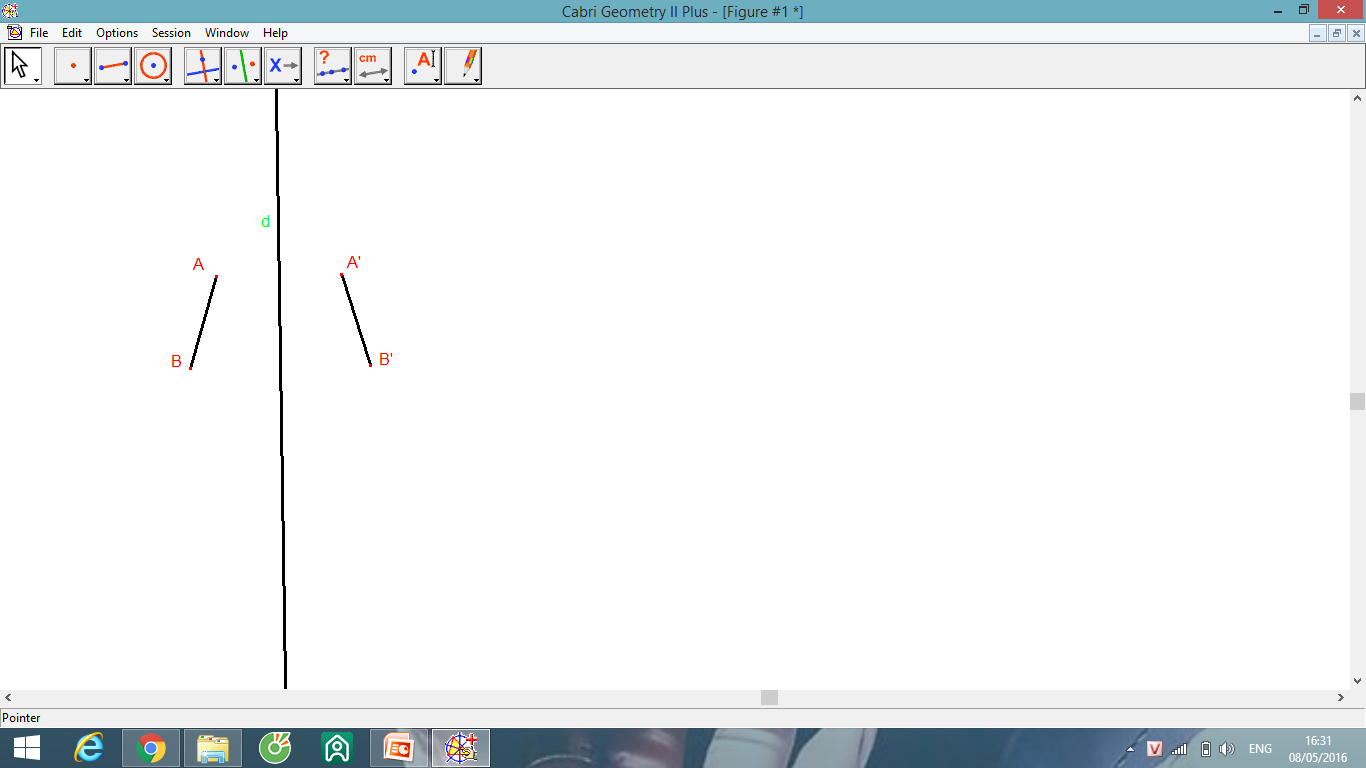 Cabri Geometry II Plus - [Figure #1 *]
File Edit Options Session Window Help
X ? cm A
d
A A'
B B'
Pointer
V ENG 16:31
08/05/2016